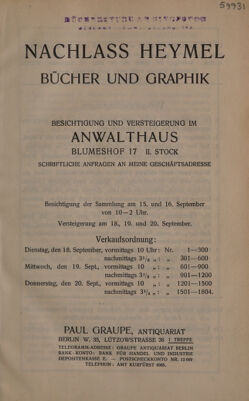 59931
NACHLASS HEYMEL
BÜCHER UND GRAPHIK
BESICHTIGUNG UND VERSTEIGERUNG IM
ANWALTHAUS
BLUMESHOF 17 II. STOCK
SCHRIFTLICHE ANFRAGEN AN MEINE GESCHÄFTSADRESSE
Besichtigung der Sammlung am 15. und 16. September
von 10—2 Uhr.
Versteigerung am 18., 19. und 20. September.
Verkaufsordnung:
Dienstag, den 18. September, vormittags 10 Uhr: Nr. 1—300
nachmittags 3¹/₂ „ : „ 301—600
Mittwoch, den 19. Sept., vormittags 10 „ : „ 601—900
nachmittags 3¹/₂ „ : „ 901—1200
Donnerstag, den 20. Sept., vormittags 10 „ : „ 1201—1500
nachmittags 3¹/₂ „ : „ 1501—1804.
PAUL GRAUPE, ANTIQUARIAT
BERLIN W. 35, LÜTZOWSTRASSE 38 I TREPPE
TELEGRAMM-ADRESSE: GRAUPE ANTIQUARIAT BERLIN
BANK-KONTO: BANK FÜR HANDEL UND INDUSTRIE
DEPOSITENKASSE E. — POSTSCHECKKONTO NR.
TELEPHON: AMT KURFÜRST